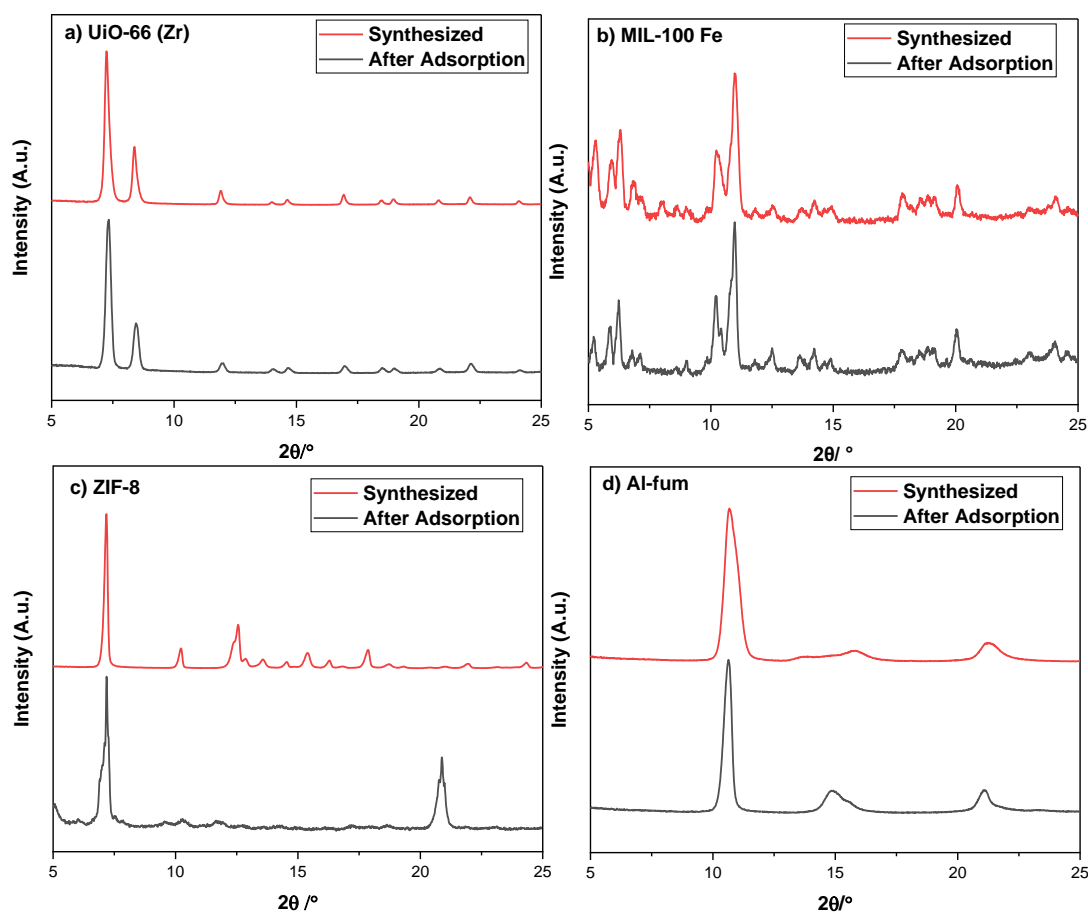 a) UiO-66 (Zr)
Synthesized
After Adsorption
Intensity (A.u.)
5 10 15 20 25
2θ/°
b) MIL-100 Fe
Synthesized
After Adsorption
Intensity (A.u.)
5 10 15 20 25
2θ/ °
c) ZIF-8
Synthesized
After Adsorption
Intensity (A.u.)
5 10 15 20 25
2θ /°
d) Al-fum
Synthesized
After Adsorption
Intensity (A.u.)
5 10 15 20 25
2θ/°